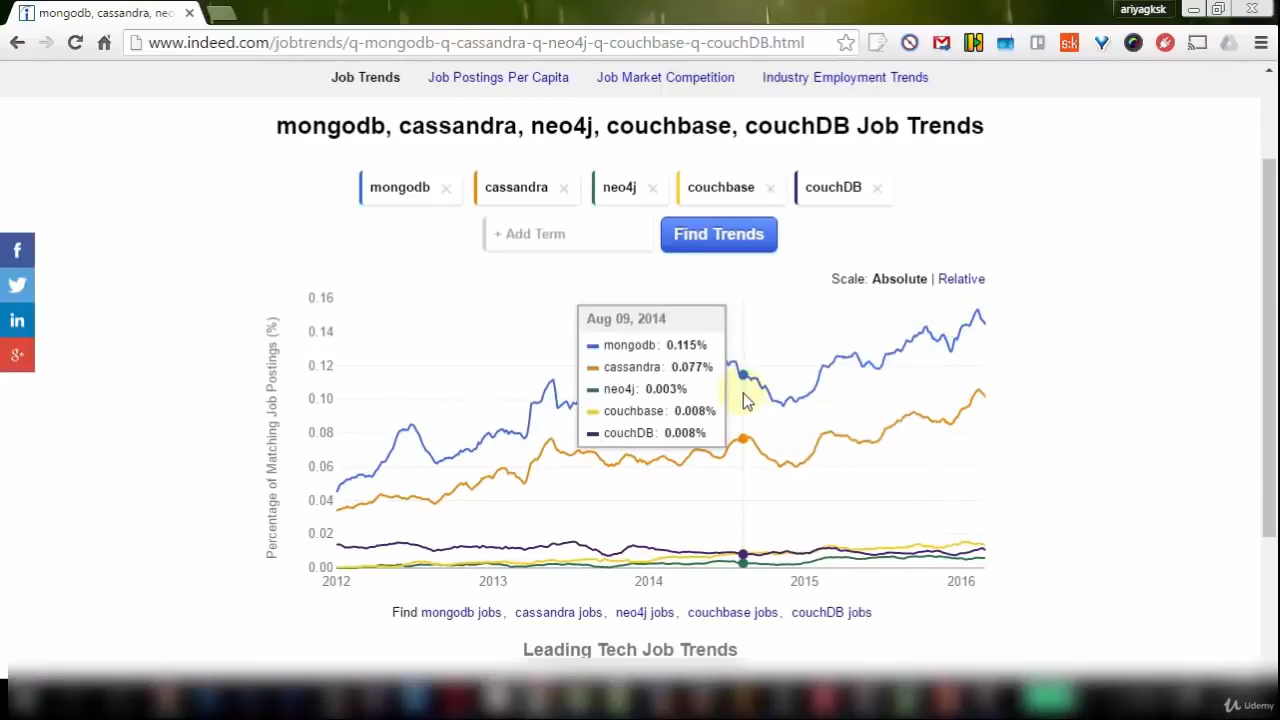 mongodb, cassandra, neo
ariyagksk
www.indeed.com/jobtrends/q-mongodb-q-cassandra-q-neo4j-q-couchbase-q-couchDB.html
Job Trends Job Postings Per Capita Job Market Competition Industry Employment Trends
mongodb, cassandra, neo4j, couchbase, couchDB Job Trends
mongodb cassandra neo4j couchbase couchDB
+ Add Term Find Trends
Scale: Absolute | Relative
Percentage of Matching Job Postings (%)
0.16
0.14
0.12
0.10
0.08
0.06
0.04
0.02
0.00
Aug 09, 2014
mongodb: 0.115%
cassandra: 0.077%
neo4j: 0.003%
couchbase: 0.008%
couchDB: 0.008%
2012 2013 2014 2015 2016
Find mongodb jobs, cassandra jobs, neo4j jobs, couchbase jobs, couchDB jobs
Leading Tech Job Trends
f
in
g+
s:k
Udemy